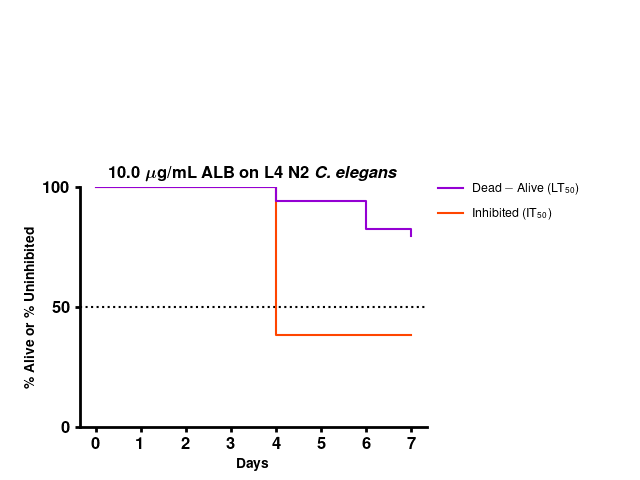 10.0 μg/mL ALB on L4 N2 C. elegans
Dead – Alive (LT₅₀)
Inhibited (IT₅₀)
% Alive or % Uninhibited
100
50
0
0 1 2 3 4 5 6 7
Days